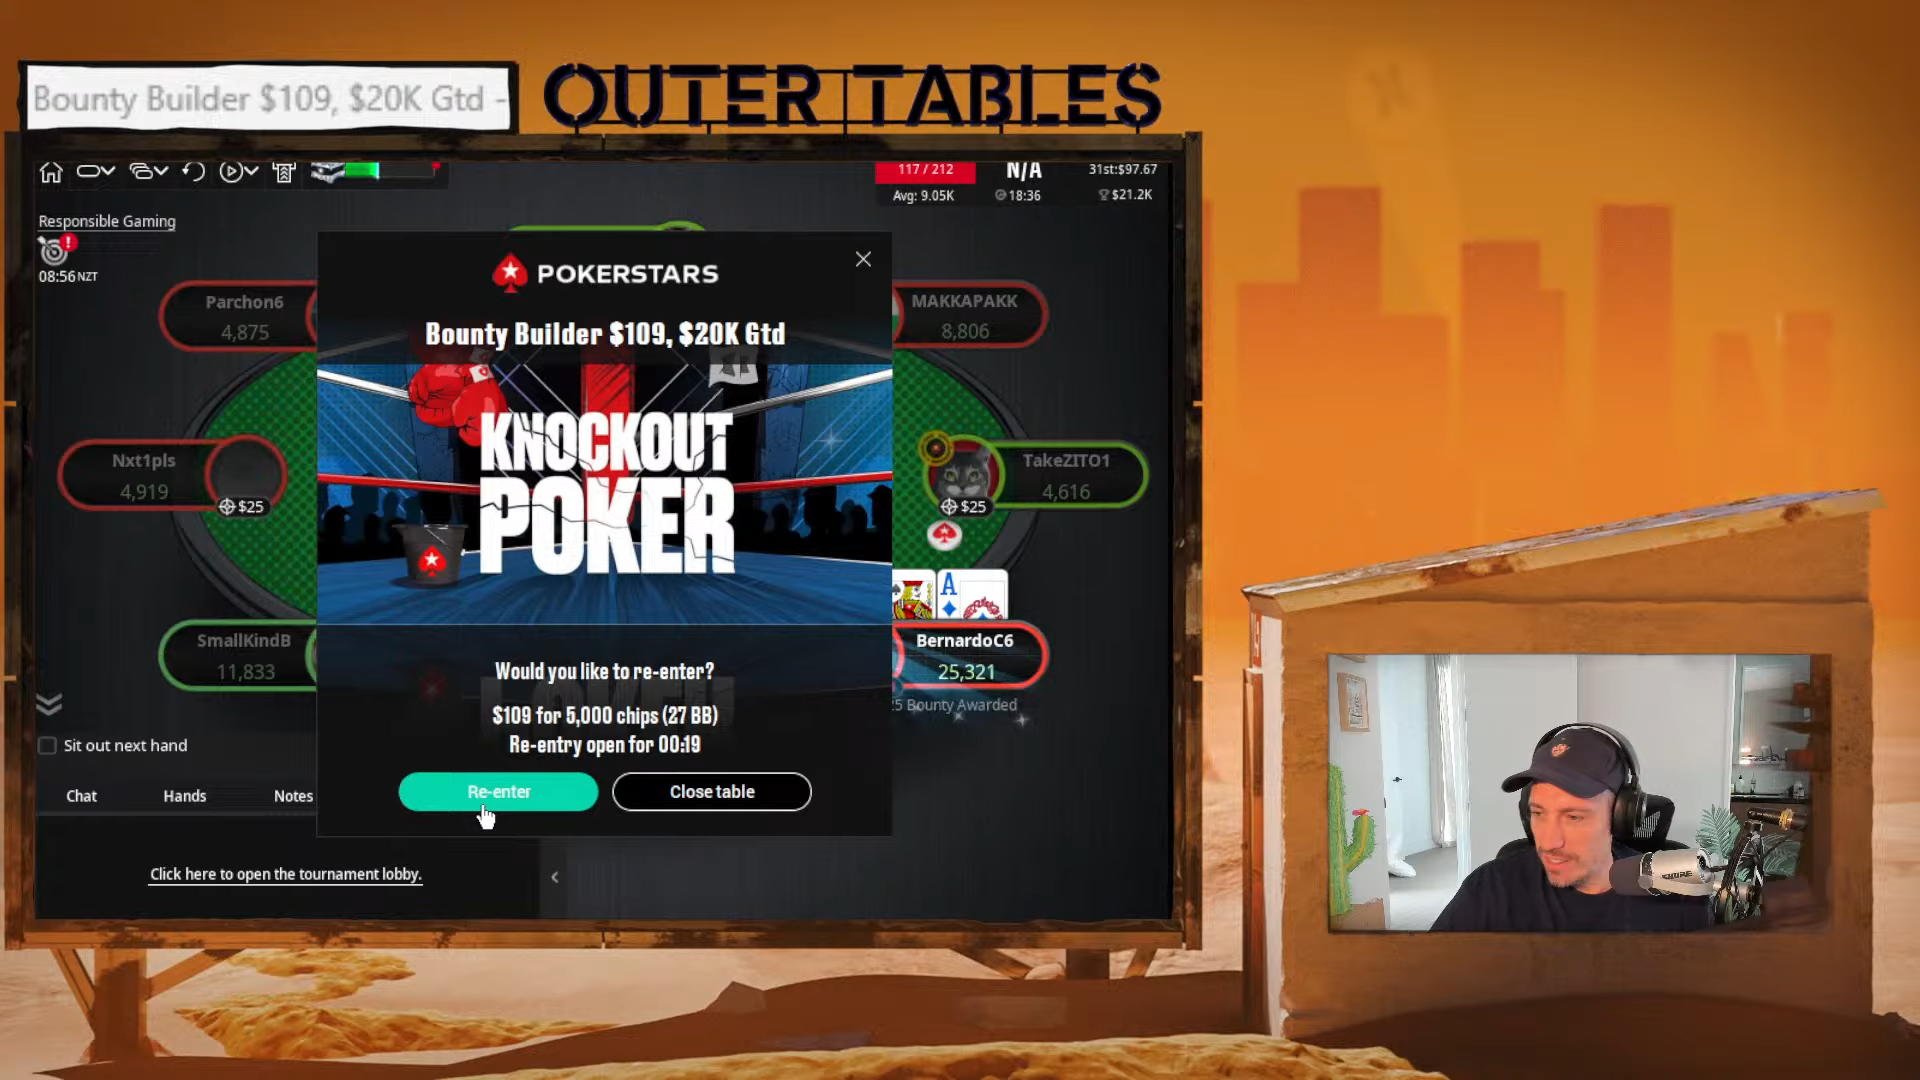 Bounty Builder $109, $20K Gtd -
OUTER TABLES
117 / 212
N/A
31st:$97.67
Avg: 9.05K
18:36
$21.2K
Responsible Gaming
08:56 NZT
POKERSTARS
Bounty Builder $109, $20K Gtd
Parchon6
4,875
MAKKAPAKK
8,806
KNOCKOUT
POKER
Nxt1pls
4,919
$25
TakeZITO1
4,616
$25
A
SmallKindB
11,833
BernardoC6
25,321
5 Bounty Awarded
Would you like to re-enter?
$109 for 5,000 chips (27 BB)
Re-entry open for 00:19
Re-enter
Close table
Sit out next hand
Chat
Hands
Notes
Click here to open the tournament lobby.
SHURE